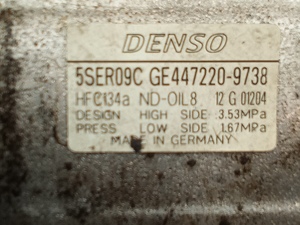 DENSO
5SER09C GE447220-9738
HFC134a ND-OIL8 12 G 01204
DESIGN HIGH SIDE 3.53MPa
PRESS LOW SIDE 1.67MPa
MADE IN GERMANY